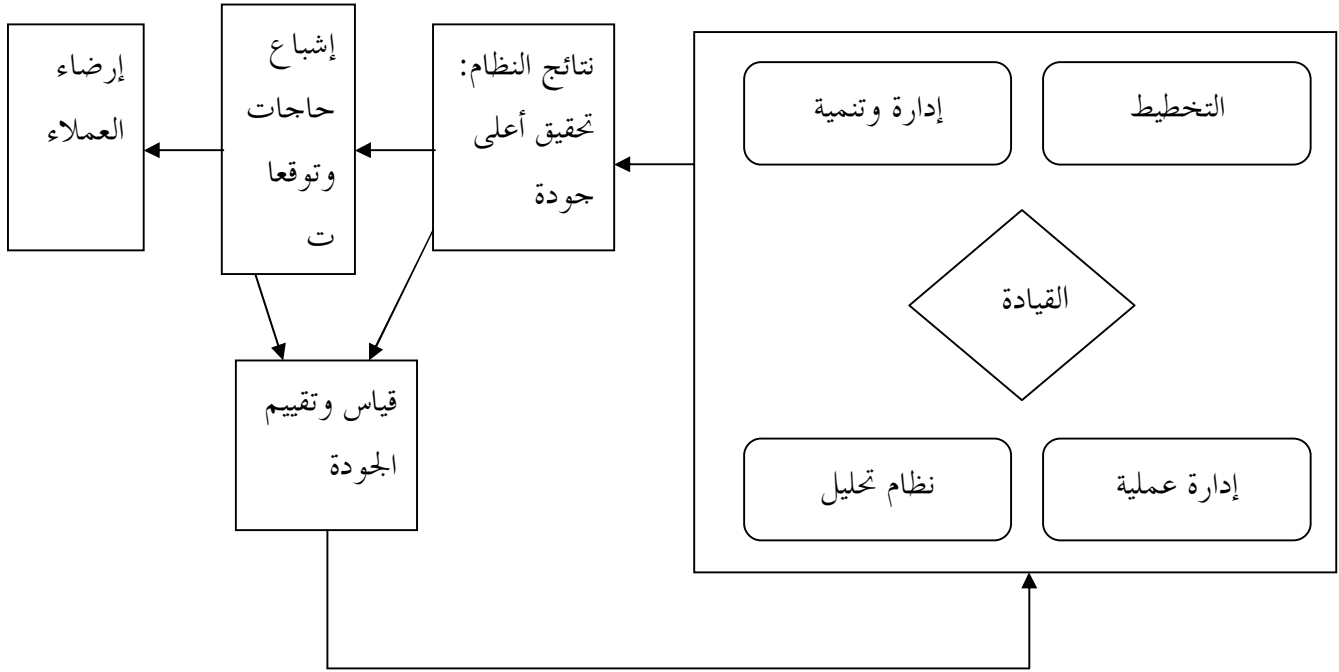 التخطيط
إدارة وتنمية
القيادة
إدارة عملية
نظام تحليل
نتائج النظام:
تحقيق أعلى
جودة
إشباع
حاجات
وتوقعا
ت
إرضاء
العملاء
قياس وتقييم
الجودة